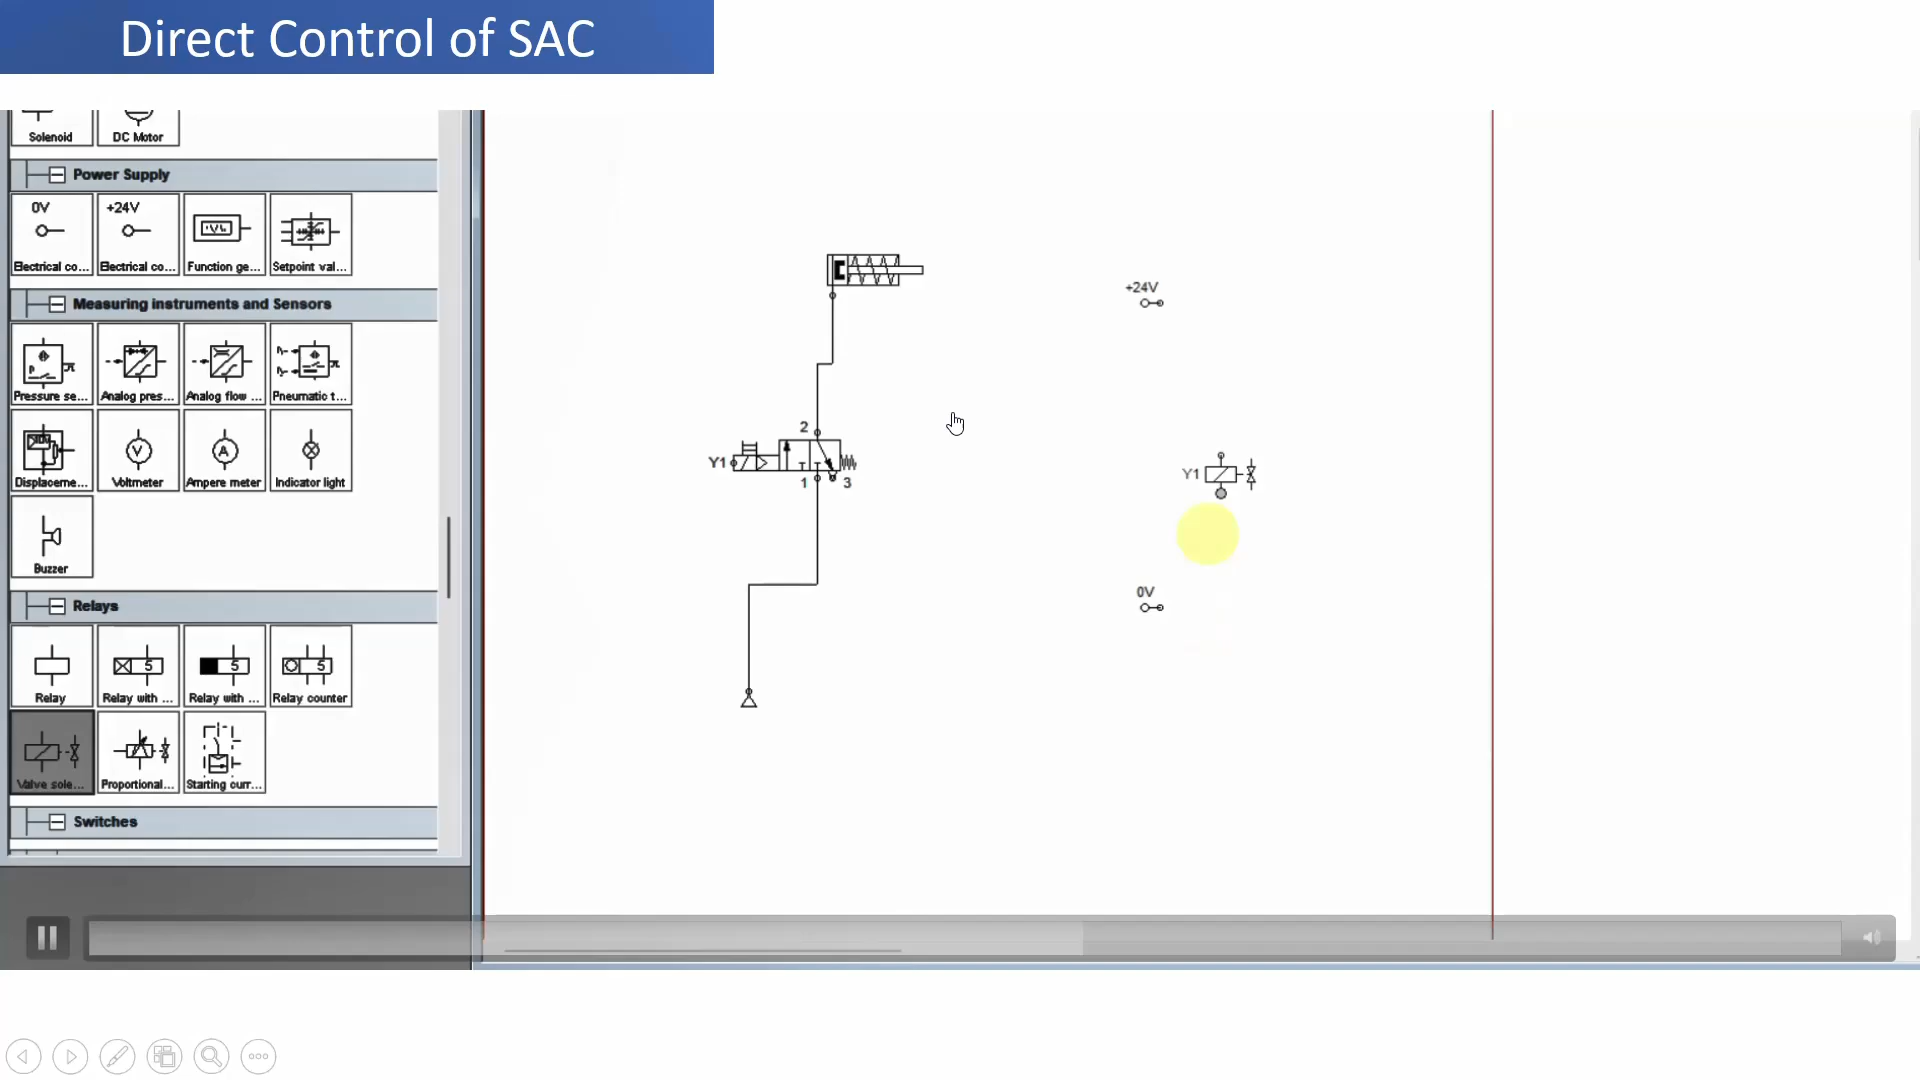 Direct Control of SAC
Solenoid
DC Motor
Power Supply
0V
+24V
Electrical co...
Electrical co...
Function ge...
Setpoint val...
Measuring instruments and Sensors
Pressure se...
Analog pres...
Analog flow ...
Pneumatic t...
Displaceme...
Voltmeter
Ampere meter
Indicator light
Buzzer
Relays
5
5
5
Relay
Relay with ...
Relay with ...
Relay counter
Valve sole...
Proportional...
Starting curr...
Switches
+24V
2
Y1
1
3
Y1
0V